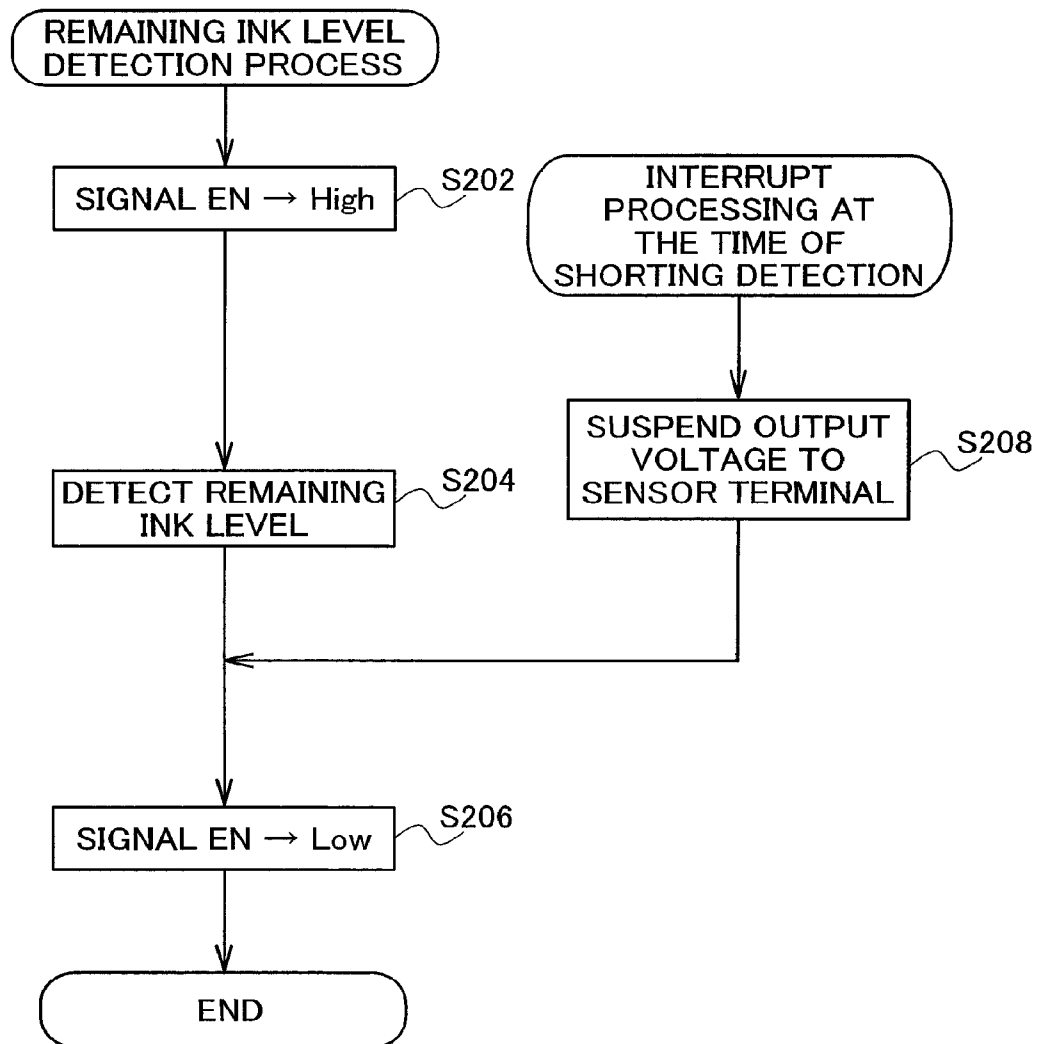 REMAINING INK LEVEL
DETECTION PROCESS
SIGNAL EN → High
S202
INTERRUPT
PROCESSING AT
THE TIME OF
SHORTING DETECTION
SUSPEND OUTPUT
VOLTAGE TO
SENSOR TERMINAL
S208
DETECT REMAINING
INK LEVEL
S204
SIGNAL EN → Low
S206
END